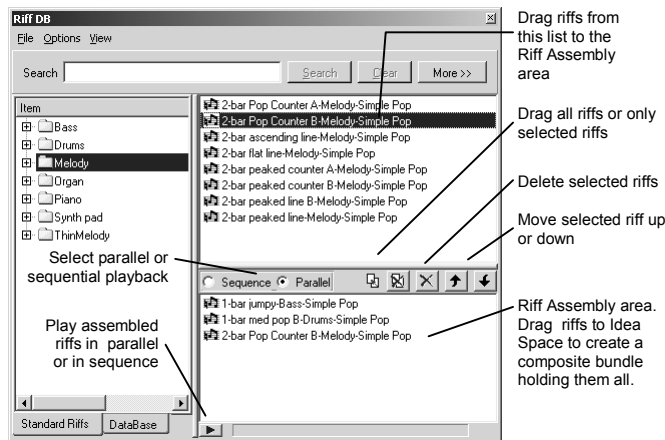 Riff DB
File Options View
Search Search Clear More >>
Item
Bass
Drums
Melody
Organ
Piano
Synth pad
ThinMelody
2-bar Pop Counter A-Melody-Simple Pop
2-bar Pop Counter B-Melody-Simple Pop
2-bar ascending line-Melody-Simple Pop
2-bar flat line-Melody-Simple Pop
2-bar peaked counter A-Melody-Simple Pop
2-bar peaked counter B-Melody-Simple Pop
2-bar peaked line B-Melody-Simple Pop
2-bar peaked line-Melody-Simple Pop
Select parallel or
sequential playback
Sequence Parallel
1-bar jumpy-Bass-Simple Pop
1-bar med pop B-Drums-Simple Pop
2-bar Pop Counter B-Melody-Simple Pop
Play assembled
riffs in parallel
or in sequence
Standard Riffs DataBase
Drag riffs from
this list to the
Riff Assembly
area
Drag all riffs or only
selected riffs
Delete selected riffs
Move selected riff up
or down
Riff Assembly area.
Drag riffs to Idea
Space to create a
composite bundle
holding them all.